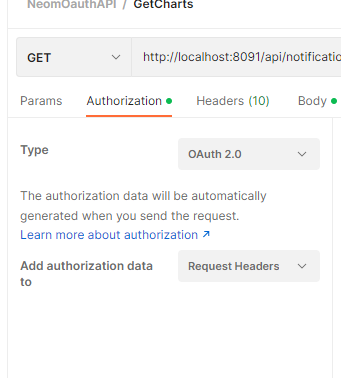 NeomOauthAPI / GetCharts
GET
http://localhost:8091/api/notificatio
Params
Authorization
Headers (10)
Body
Type
OAuth 2.0
The authorization data will be automatically
generated when you send the request.
Learn more about authorization ↗
Add authorization data
to
Request Headers